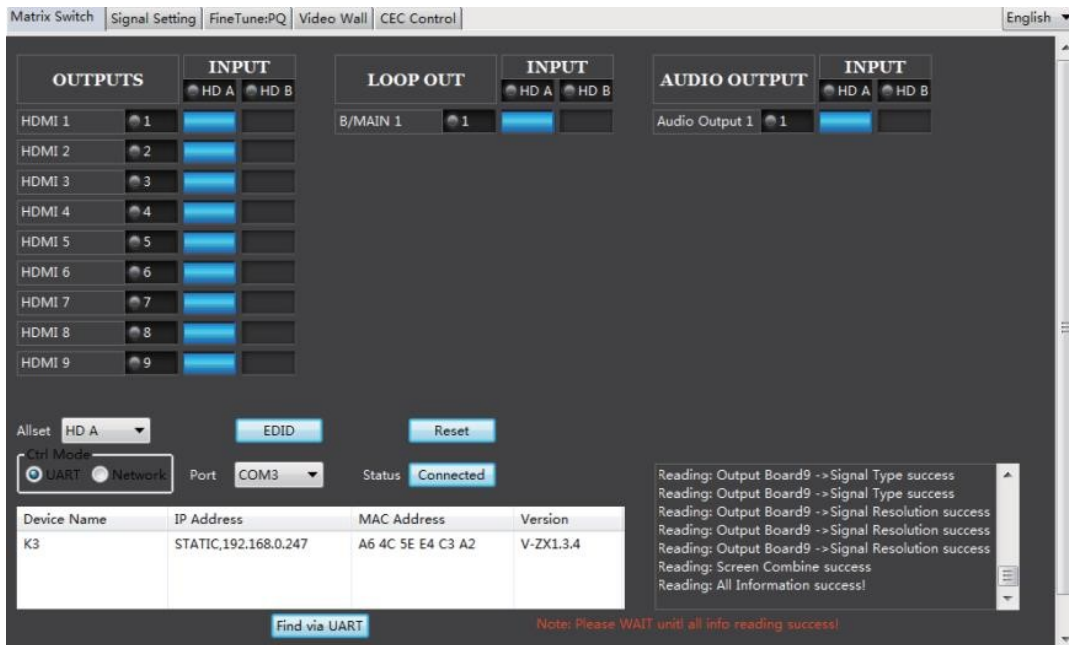 Matrix Switch Signal Setting FineTune:PQ Video Wall CEC Control English
OUTPUTS INPUT LOOP OUT INPUT AUDIO OUTPUT INPUT
HD A HD B HD A HD B HD A HD B
HDMI 1 1 B/MAIN 1 1 Audio Output 1 1
HDMI 2 2
HDMI 3 3
HDMI 4 4
HDMI 5 5
HDMI 6 6
HDMI 7 7
HDMI 8 8
HDMI 9 9
Allset HD A EDID Reset
Ctrl Mode
UART Network Port COM3 Status Connected
Device Name IP Address MAC Address Version
K3 STATIC,192.168.0.247 A6 4C 5E E4 C3 A2 V-ZX1.3.4
Reading: Output Board9 ->Signal Type success
Reading: Output Board9 ->Signal Type success
Reading: Output Board9 ->Signal Resolution success
Reading: Output Board9 ->Signal Resolution success
Reading: Output Board9 ->Signal Resolution success
Reading: Screen Combine success
Reading: All Information success!
Find via UART Note: Please WAIT unitl all info reading success!